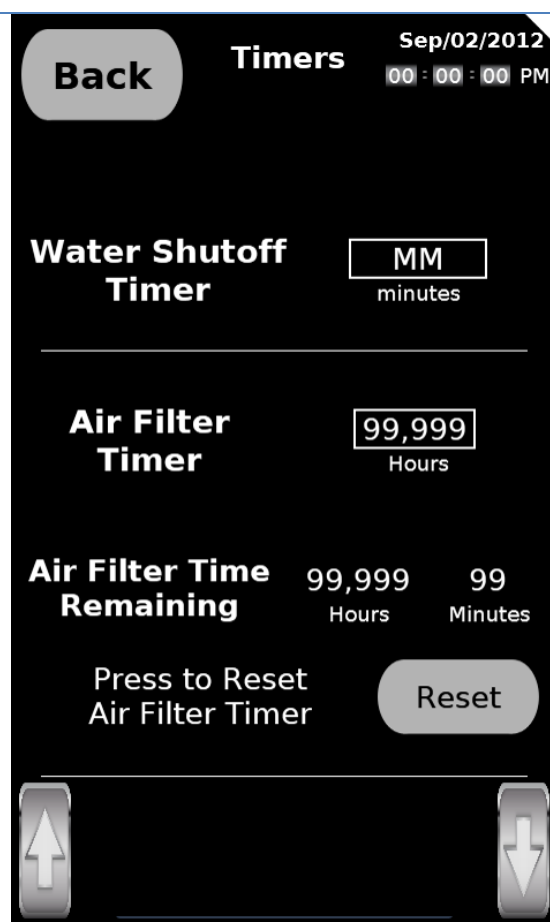 Back
Timers
Sep/02/2012
00 : 00 : 00 PM
Water Shutoff
Timer
MM
minutes
Air Filter
Timer
99,999
Hours
Air Filter Time
Remaining
99,999 99
Hours Minutes
Press to Reset
Air Filter Timer
Reset